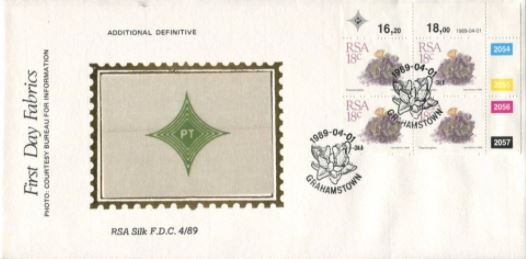 ADDITIONAL DEFINITIVE
First Day Fabrics
PHOTO: COURTESY BUREAU FOR INFORMATION
PT
RSA Silk F.D.C. 4/89
16,20 18,00 1989-04-01
RSA
18c
RSA
18c
RSA
18c
RSA
18c
2054
2055
2056
2057
1989-04-01
GRAHAMSTOWN
1989-04-01
GRAHAMSTOWN